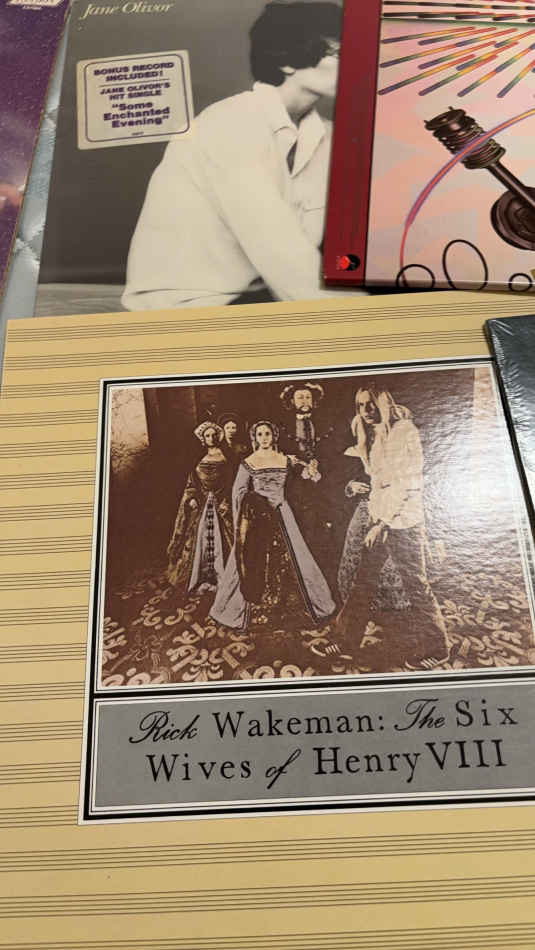 Jane Olivor
BONUS RECORD
INCLUDED!
JANE OLIVOR'S
HIT SINGLE
"Some
Enchanted
Evening"
Rick Wakeman: The Six
Wives of Henry VIII